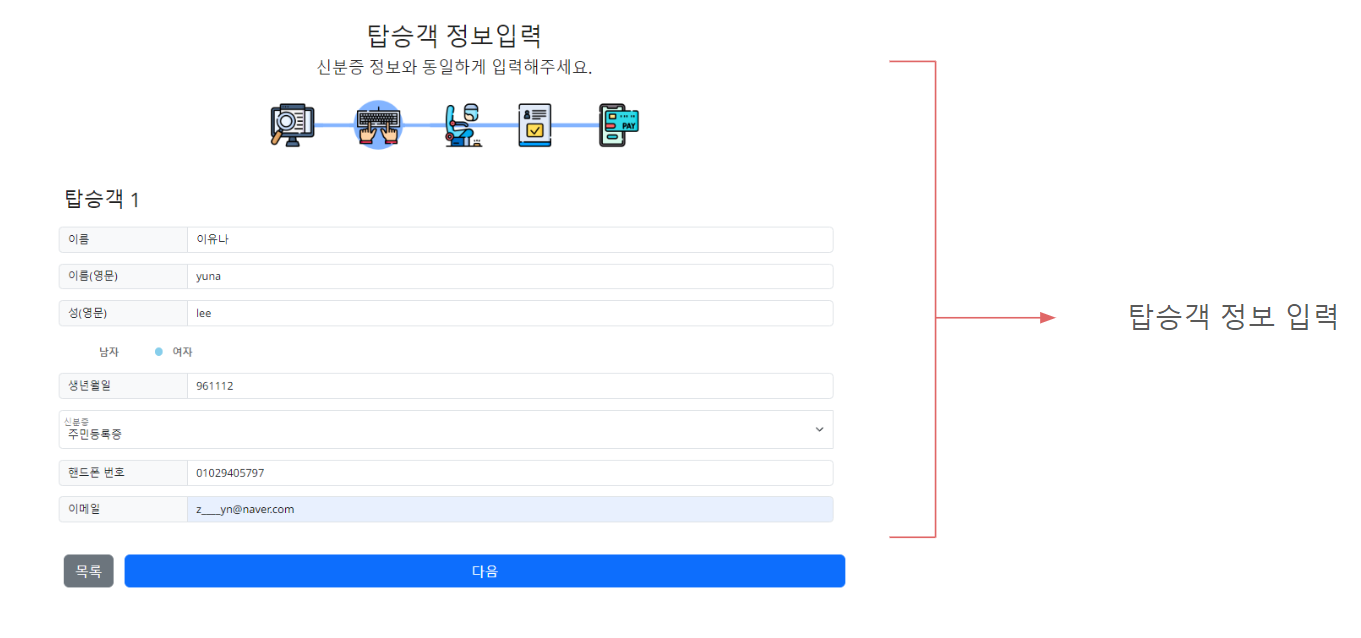 탑승객 정보입력
신분증 정보와 동일하게 입력해주세요.
PAY
탑승객 1
이름 이유나
이름(영문) yuna
성(영문) lee
남자 여자
생년월일 961112
신분증
주민등록증
핸드폰 번호 01029405797
이메일 z____yn@naver.com
목록 다음
탑승객 정보 입력